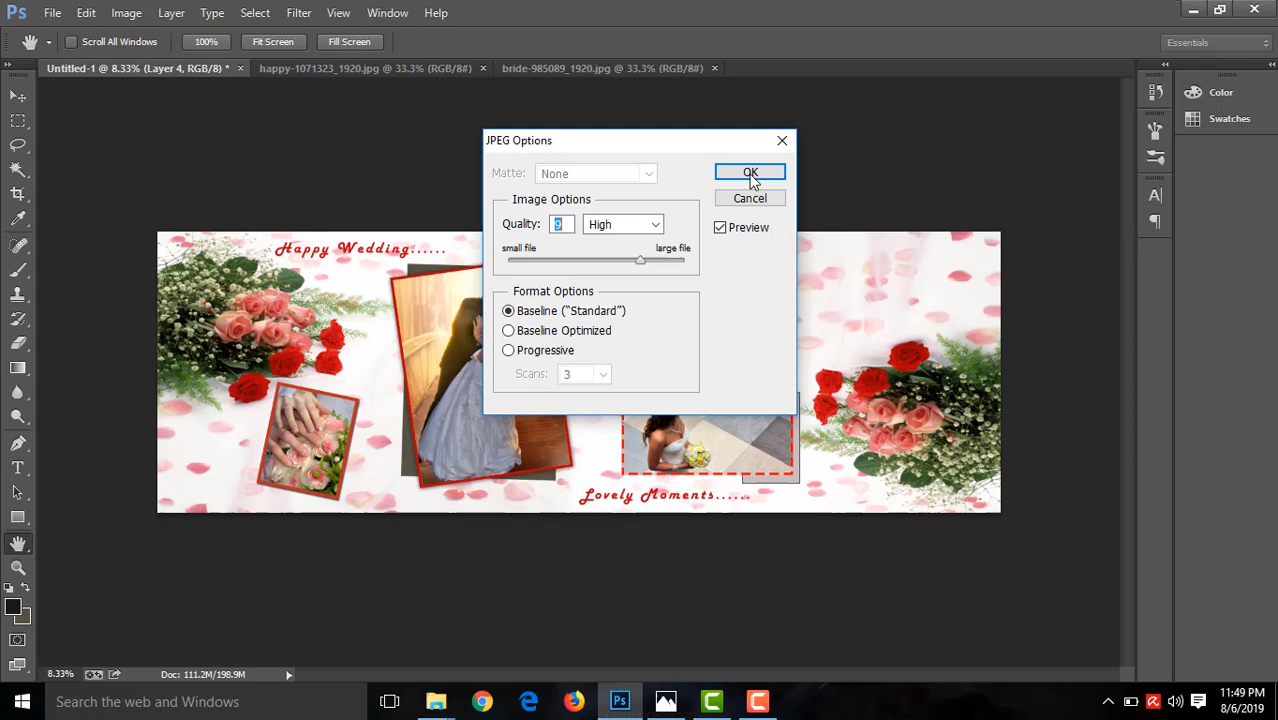 Ps File Edit Image Layer Type Select Filter View Window Help
Scroll All Windows 100% Fit Screen Fill Screen Essentials
Untitled-1 @ 8.33% (Layer 4, RGB/8) * × happy-1071323_1920.jpg @ 33.3% (RGB/8#) × bride-985089_1920.jpg @ 33.3% (RGB/8#) ×
Color
Swatches
JPEG Options
Matte: None
OK
Cancel
Image Options
Quality: 9 High
Preview
small file large file
Format Options
Baseline (“Standard”)
Baseline Optimized
Progressive
Scans: 3
Happy Wedding......
Lovely Moments......
8.33% Doc: 111.2M/198.9M
Search the web and Windows
11:49 PM
8/6/2019